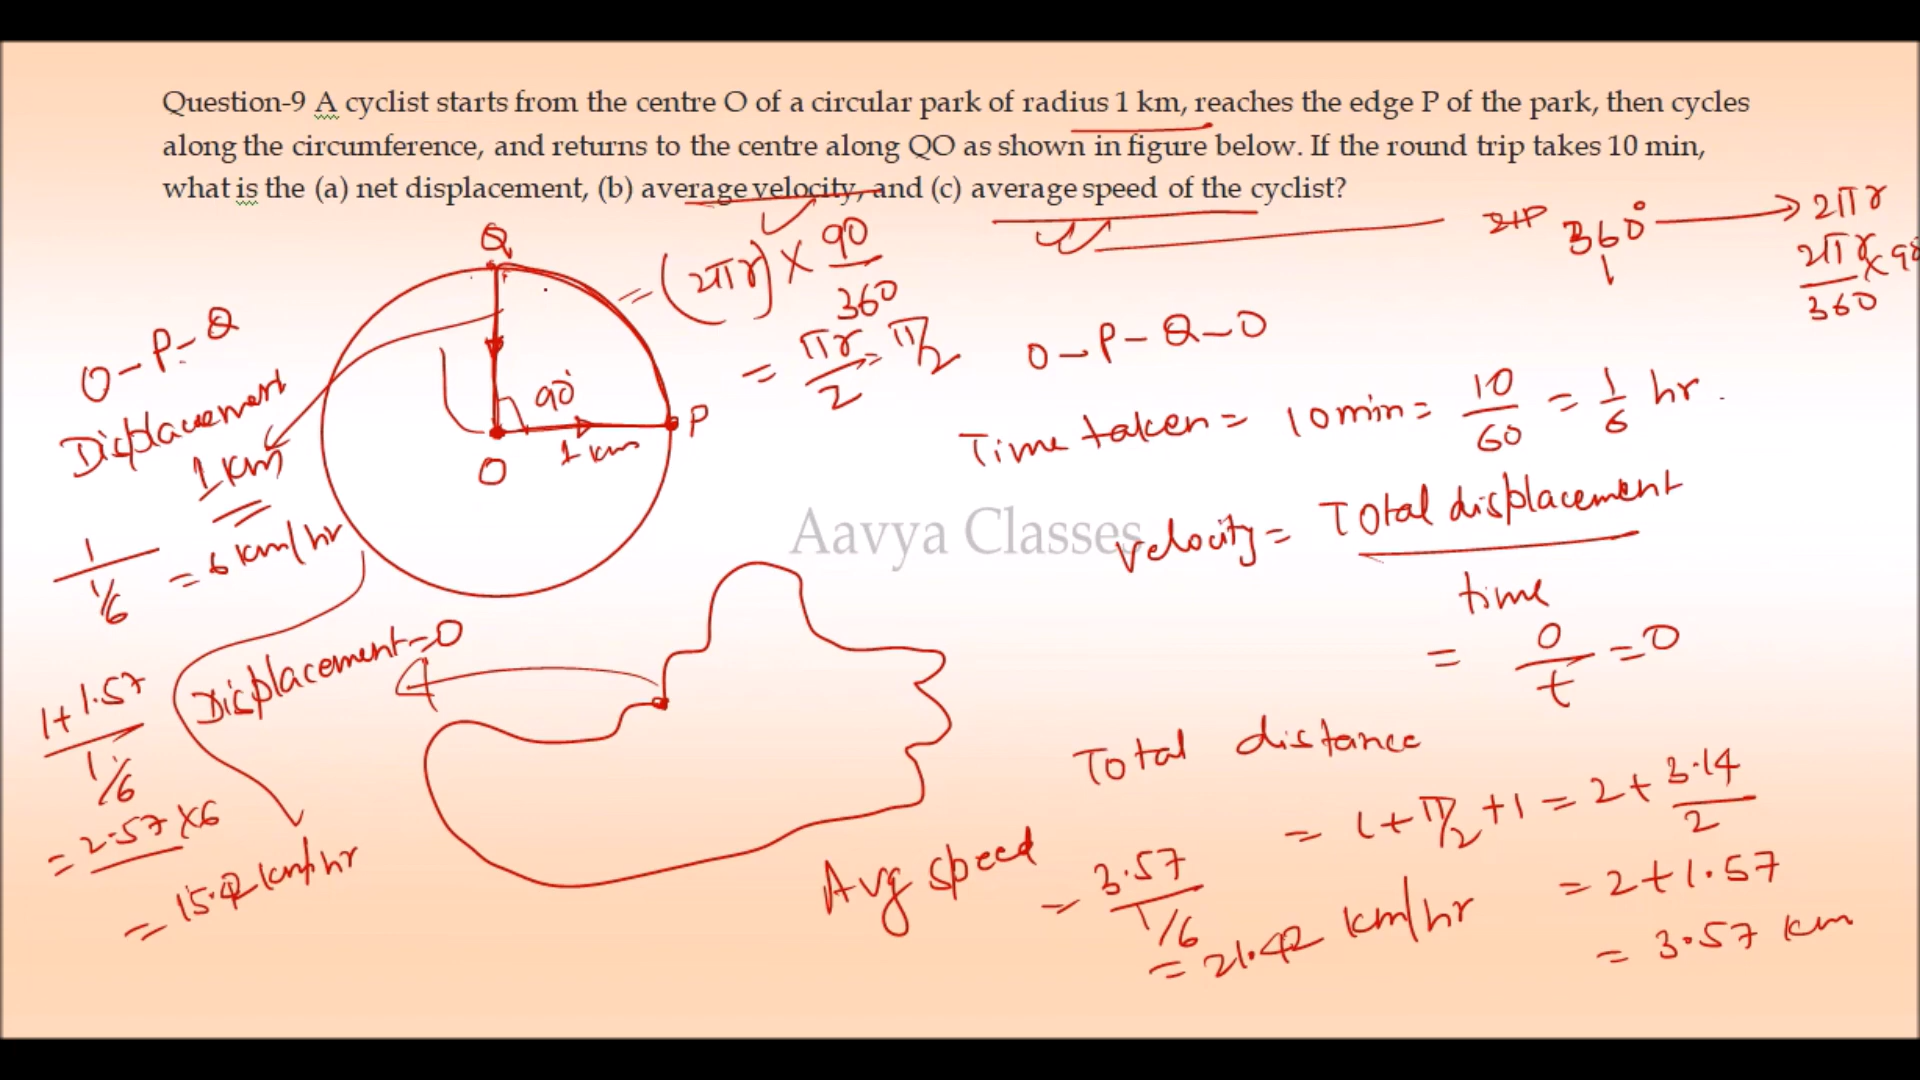 Question-9 A cyclist starts from the centre O of a circular park of radius 1 km, reaches the edge P of the park, then cycles
along the circumference, and returns to the centre along QO as shown in figure below. If the round trip takes 10 min,
what is the (a) net displacement, (b) average velocity, and (c) average speed of the cyclist?
360° → 2πr
2πr × 90
360
Q
= (2πr) × 90/360
= πr/2 = π/2
O-P-Q
Displacement
1 km
90°
O
1 km
P
1/(1/6) = 6 km/hr
O-P-Q-O
Time taken = 10 min = 10/60 = 1/6 hr.
Aavya Classes
velocity = Total displacement
time
= 0/t = 0
Displacement = 0
1+1.57
1/6
= 2.57 × 6
= 15.42 km/hr
Total distance
= 1 + π/2 + 1 = 2 + 3.14/2
= 2 + 1.57
= 3.57 km
Avg speed
= 3.57
1/6
= 21.42 km/hr